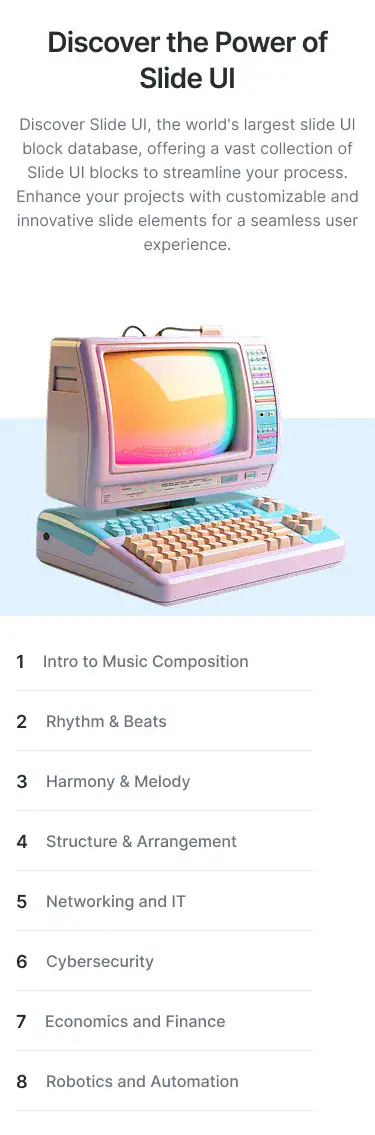 Discover the Power of
Slide UI
Discover Slide UI, the world's largest slide UI
block database, offering a vast collection of
Slide UI blocks to streamline your process.
Enhance your projects with customizable and
innovative slide elements for a seamless user
experience.
1 Intro to Music Composition
2 Rhythm & Beats
3 Harmony & Melody
4 Structure & Arrangement
5 Networking and IT
6 Cybersecurity
7 Economics and Finance
8 Robotics and Automation